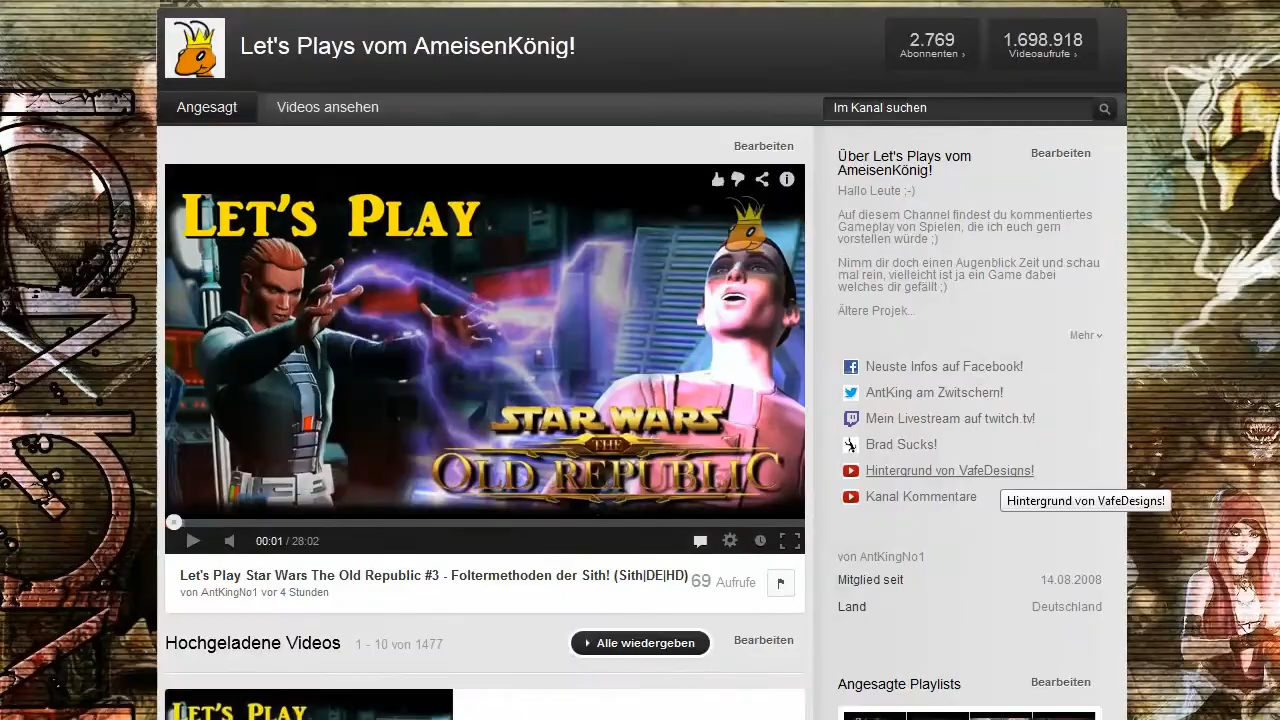 Let's Plays vom AmeisenKönig!
2.769
Abonnenten ›
1.698.918
Videoaufrufe ›
Angesagt
Videos ansehen
Im Kanal suchen
Bearbeiten
LET'S PLAY
STAR WARS
THE
OLD REPUBLIC
00:01 / 28:02
Let's Play Star Wars The Old Republic #3 - Foltermethoden der Sith! (Sith|DE|HD)
von AntKingNo1 vor 4 Stunden
69 Aufrufe
Hochgeladene Videos 1 - 10 von 1477
Alle wiedergeben
Bearbeiten
LET'S PLAY
Über Let's Plays vom
AmeisenKönig!
Bearbeiten
Hallo Leute :-)
Auf diesem Channel findest du kommentiertes
Gameplay von Spielen, die ich euch gern
vorstellen würde ;)
Nimm dir doch einen Augenblick Zeit und schau
mal rein, vielleicht ist ja ein Game dabei
welches dir gefällt ;)
Ältere Projek...
Mehr
Neuste Infos auf Facebook!
AntKing am Zwitschern!
Mein Livestream auf twitch.tv!
Brad Sucks!
Hintergrund von VafeDesigns!
Kanal Kommentare
Hintergrund von VafeDesigns!
von AntKingNo1
Mitglied seit 14.08.2008
Land Deutschland
Angesagte Playlists
Bearbeiten